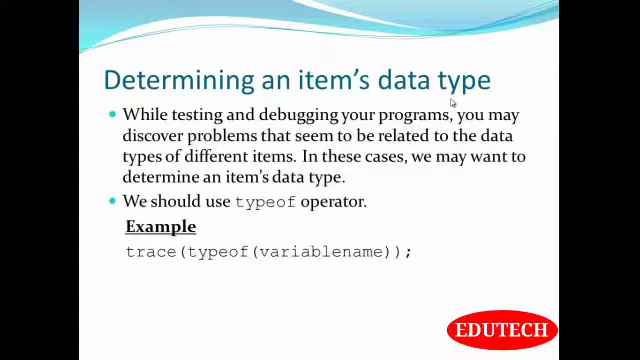 Determining an item's data type
While testing and debugging your programs, you may
discover problems that seem to be related to the data
types of different items. In these cases, we may want to
determine an item's data type.
We should use typeof operator.
Example
trace(typeof(variablename));
EDUTECH